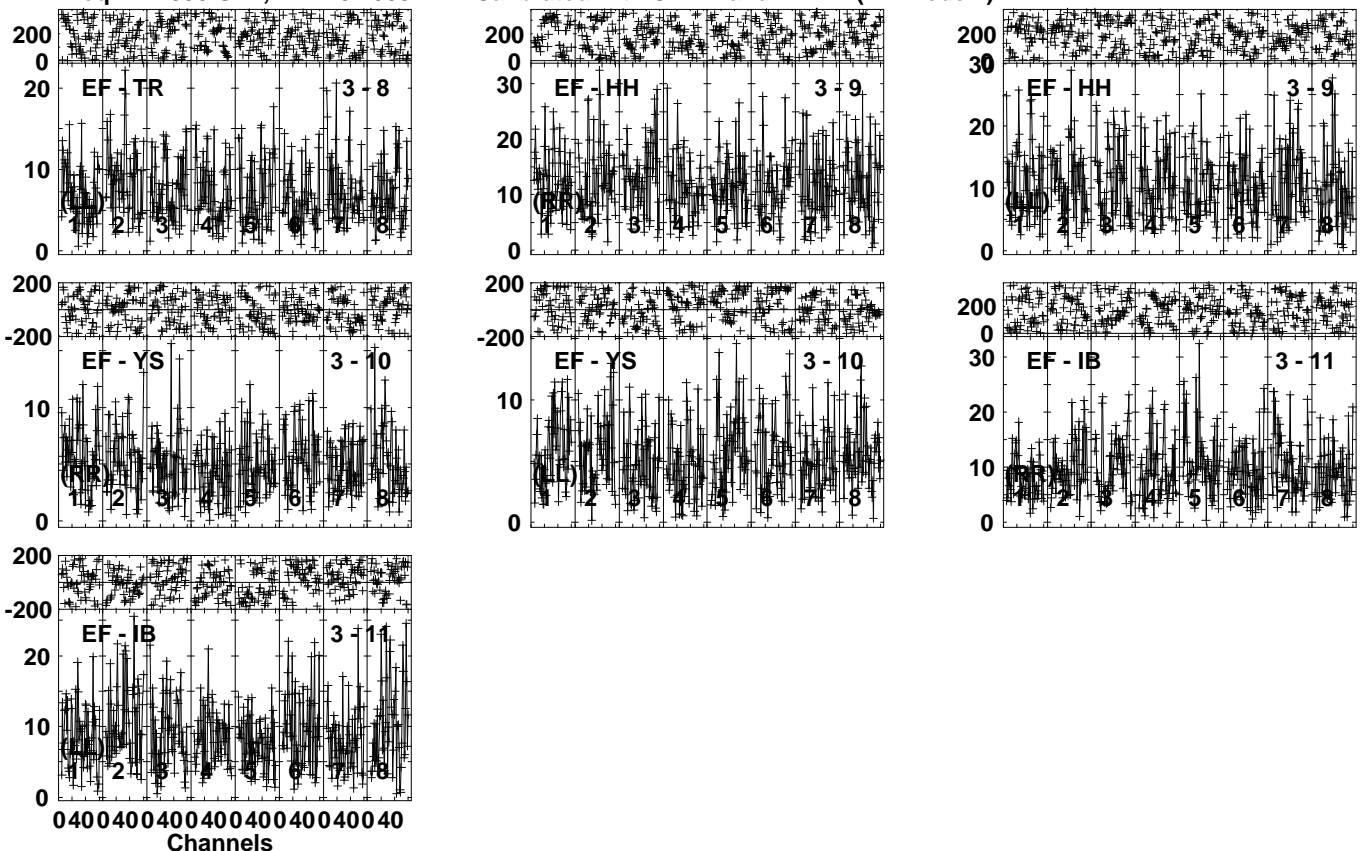 200 0 200 0 200 0
20 EF - TR 3 - 8 30 EF - HH 3 - 9 30 EF - HH 3 - 9
20 20
10 (LL) 10 (RR) 10 (LL)
1 2 3 4 5 6 7 8 1 2 3 4 5 6 7 8 1 2 3 4 5 6 7 8
0 0 0
200 -200 200 -200 200 0
EF - YS 3 - 10 EF - YS 3 - 10 30 EF - IB 3 - 11
20
10 (RR) 10 (LL) 10 (RR)
1 2 3 4 5 6 7 8 1 2 3 4 5 6 7 8 1 2 3 4 5 6 7 8
0 0 0
200 -200
EF - IB 3 - 11
20
10 (LL)
1 2 3 4 5 6 7 8
0
0 40 0 40 0 40 0 40 0 40 0 40 0 40 0 40
Channels